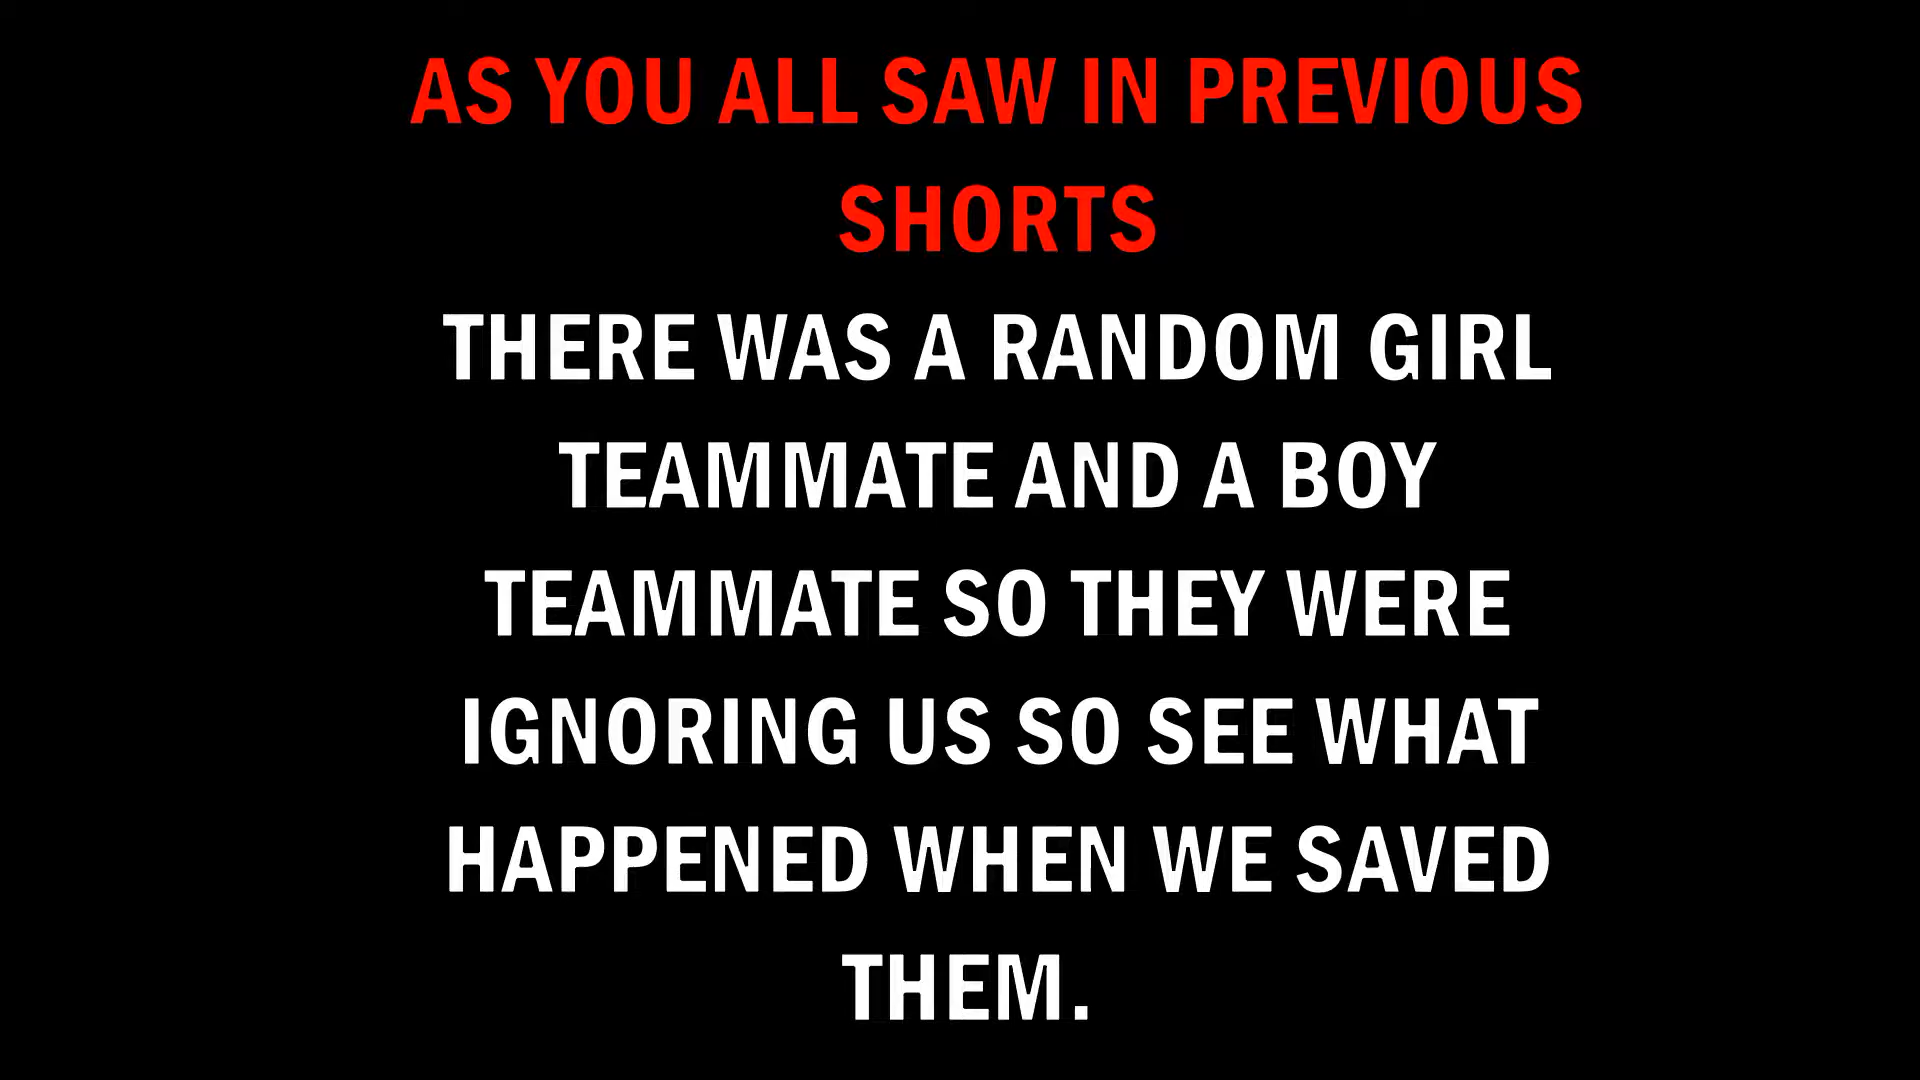 AS YOU ALL SAW IN PREVIOUS
SHORTS
THERE WAS A RANDOM GIRL
TEAMMATE AND A BOY
TEAMMATE SO THEY WERE
IGNORING US SO SEE WHAT
HAPPENED WHEN WE SAVED
THEM.